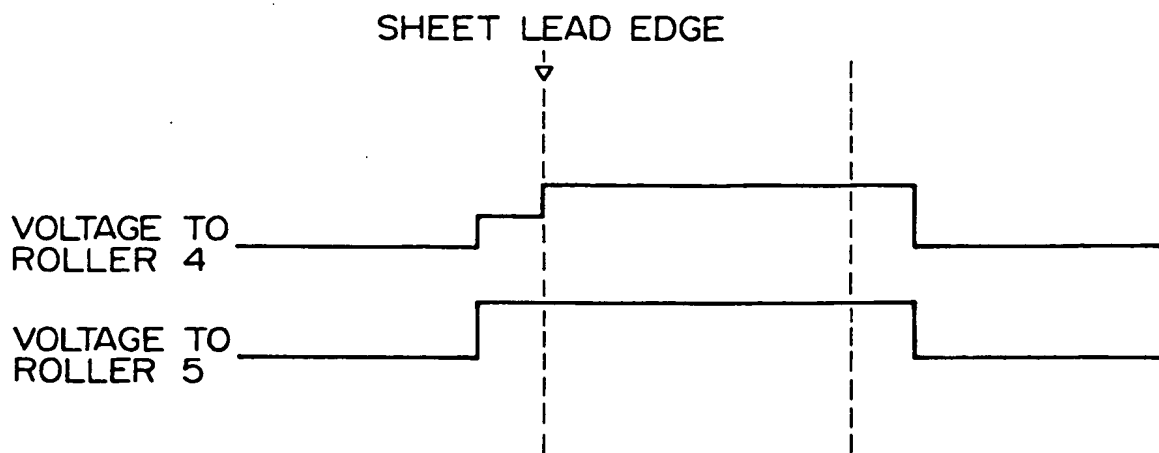 SHEET LEAD EDGE
VOLTAGE TO
ROLLER 4
VOLTAGE TO
ROLLER 5